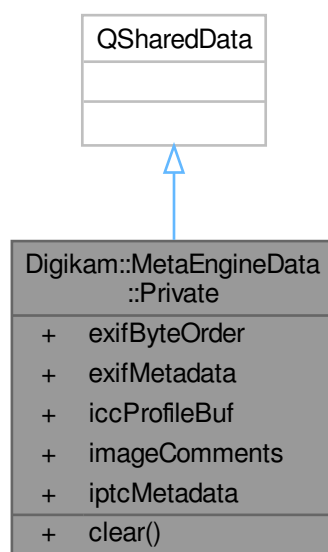 QSharedData
Digikam::MetaEngineData
::Private
+ exifByteOrder
+ exifMetadata
+ iccProfileBuf
+ imageComments
+ iptcMetadata
+ clear()